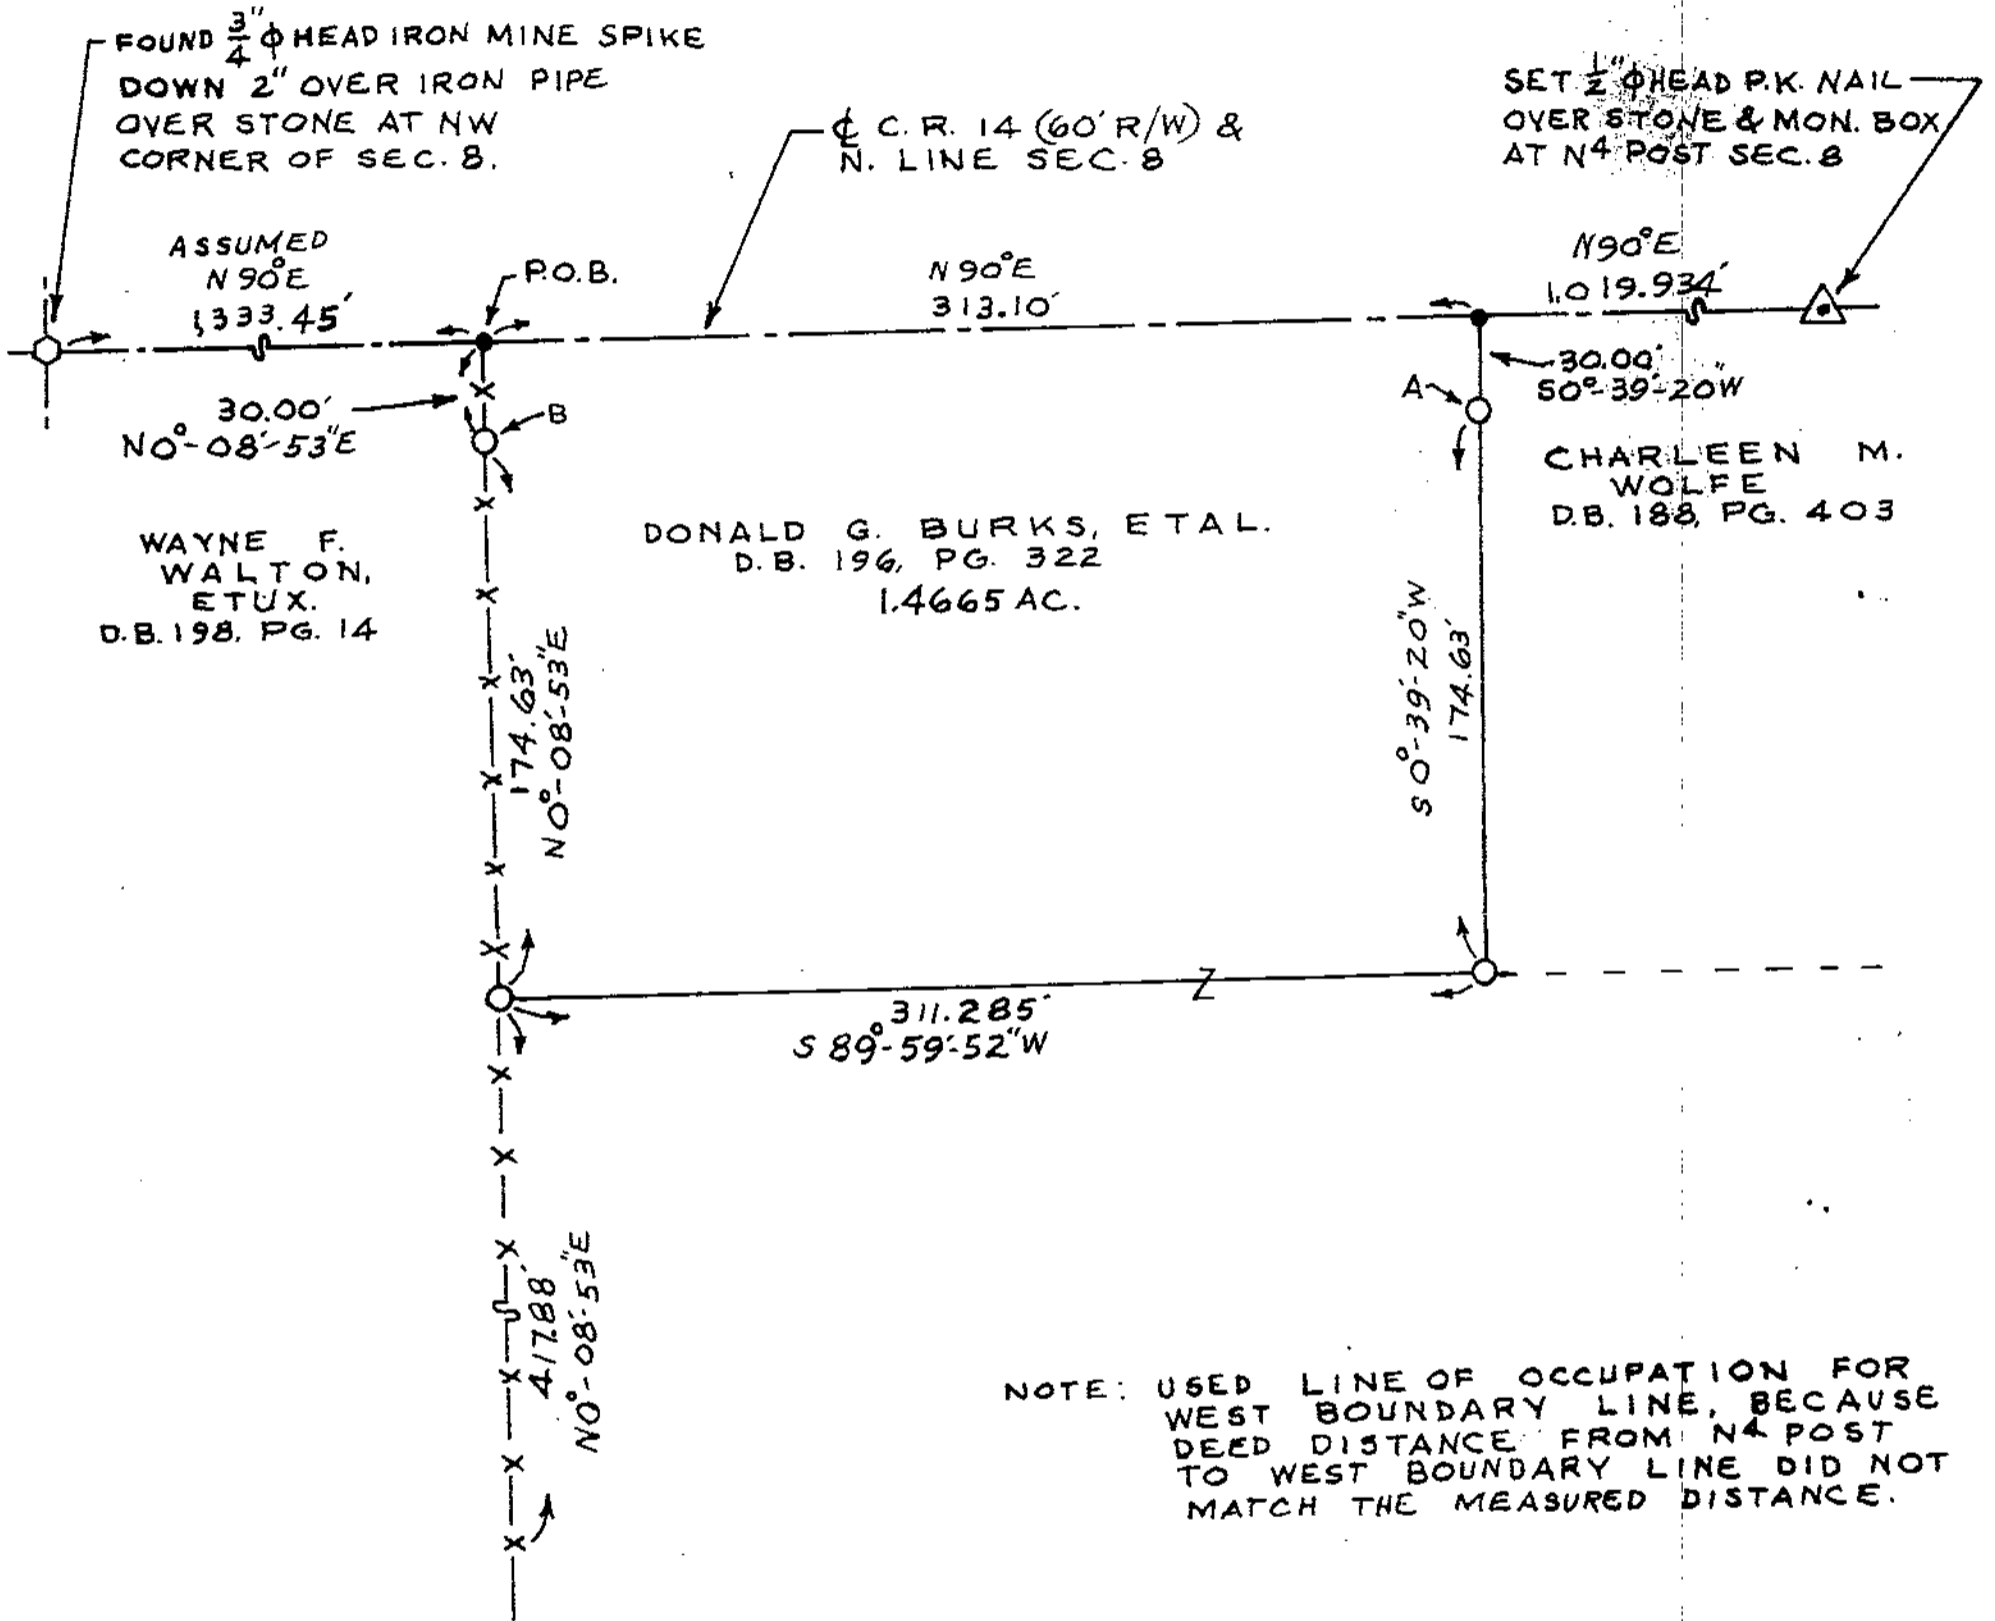 FOUND 3/4" ϕ HEAD IRON MINE SPIKE
DOWN 2" OVER IRON PIPE
OVER STONE AT NW
CORNER OF SEC. 8.
℄ C. R. 14 (60' R/W) &
N. LINE SEC. 8
SET 1/2" ϕ HEAD P.K. NAIL
OVER STONE & MON. BOX
AT N4 POST SEC. 8
ASSUMED
N 90°E
1,333.45'
P.O.B.
N 90°E
313.10'
N90°E
1,019.934'
30.00'
N0°-08'-53"E
B
A
30.00'
S0°-39'-20"W
WAYNE F.
WALTON,
ETUX.
D.B. 198, PG. 14
DONALD G. BURKS, ETAL.
D.B. 196, PG. 322
1.4665 AC.
CHARLEEN M.
WOLFE
D.B. 188, PG. 403
174.63'
N0°-08'-53"E
S 0°-39'-20"W
174.63'
Z
311.285'
S 89°-59'-52"W
417.88'
N0°-08'-53"E
NOTE: USED LINE OF OCCUPATION FOR
WEST BOUNDARY LINE, BECAUSE
DEED DISTANCE FROM N4 POST
TO WEST BOUNDARY LINE DID NOT
MATCH THE MEASURED DISTANCE.